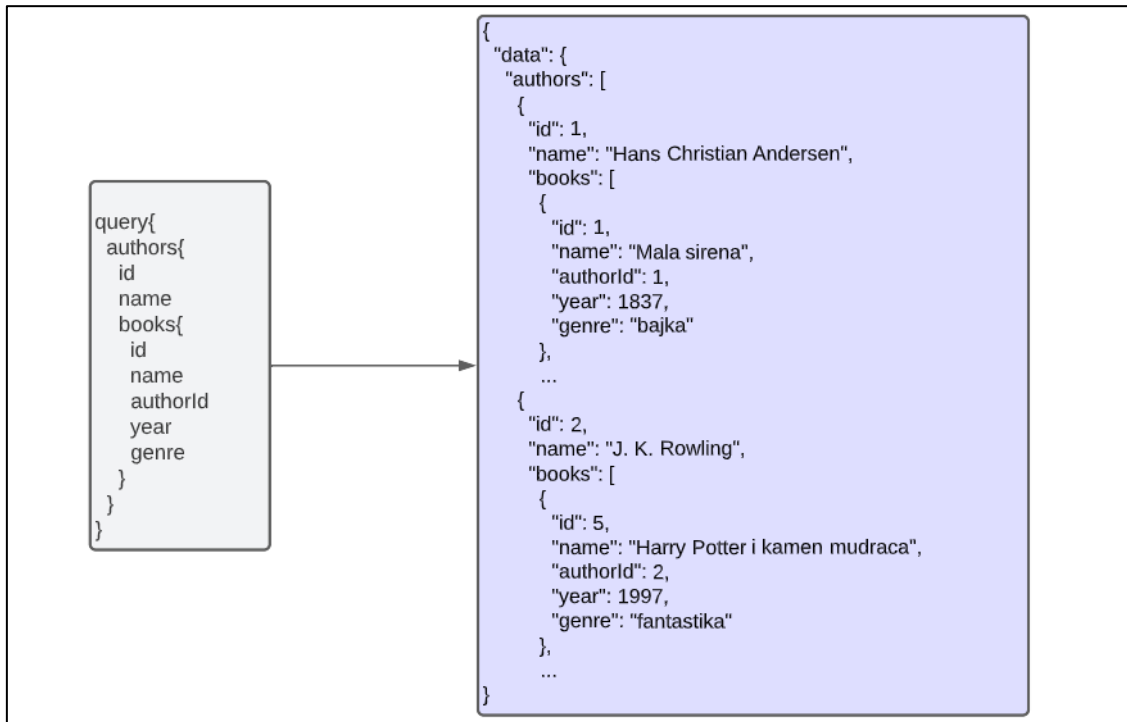 query{
authors{
id
name
books{
id
name
authorId
year
genre
}
}
}
{
"data": {
"authors": [
{
"id": 1,
"name": "Hans Christian Andersen",
"books": [
{
"id": 1,
"name": "Mala sirena",
"authorId": 1,
"year": 1837,
"genre": "bajka"
},
...
{
"id": 2,
"name": "J. K. Rowling",
"books": [
{
"id": 5,
"name": "Harry Potter i kamen mudraca",
"authorId": 2,
"year": 1997,
"genre": "fantastika"
},
...
}